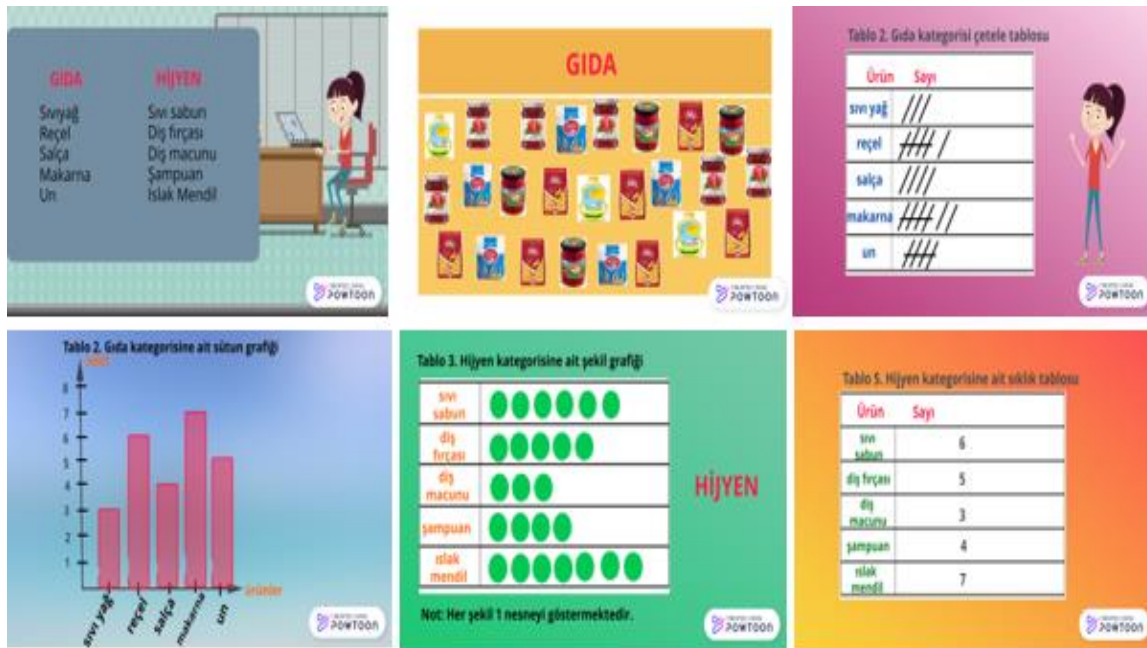 GIDA HİJYEN
Sıvıyağ Sıvı sabun
Reçel Diş fırçası
Salça Diş macunu
Makarna Şampuan
Un Islak Mendil
POWTOON
GIDA
POWTOON
Tablo 2. Gıda kategorisi çetele tablosu
Ürün Sayı
sıvı yağ
reçel
salça
makarna
un
POWTOON
Tablo 2. Gıda kategorisine ait sütun grafiği
8
7
6
5
4
3
2
1
ürünler
sıvı yağ
reçel
salça
makarna
un
POWTOON
Tablo 3. Hijyen kategorisine ait şekil grafiği
sıvı
sabun
diş
fırçası
diş
macunu
şampuan
ıslak
mendil
HİJYEN
Not: Her şekil 1 nesneyi göstermektedir.
POWTOON
Tablo 5. Hijyen kategorisine ait sıklık tablosu
Ürün Sayı
sıvı
sabun 6
diş fırçası 5
diş
macunu 3
şampuan 4
ıslak
mendil 7
POWTOON